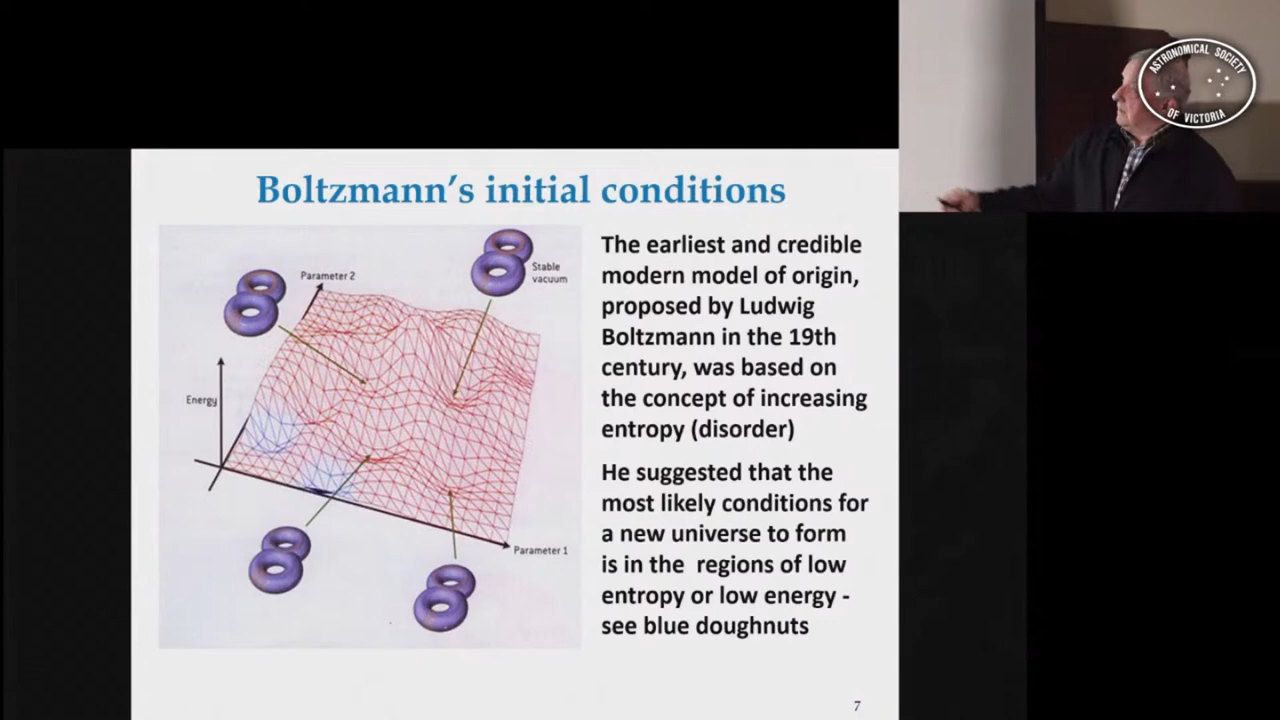 Boltzmann's initial conditions
Parameter 2
Stable
vacuum
Energy
Parameter 1
The earliest and credible
modern model of origin,
proposed by Ludwig
Boltzmann in the 19th
century, was based on
the concept of increasing
entropy (disorder)
He suggested that the
most likely conditions for
a new universe to form
is in the regions of low
entropy or low energy -
see blue doughnuts
7
ASTRONOMICAL SOCIETY
OF VICTORIA